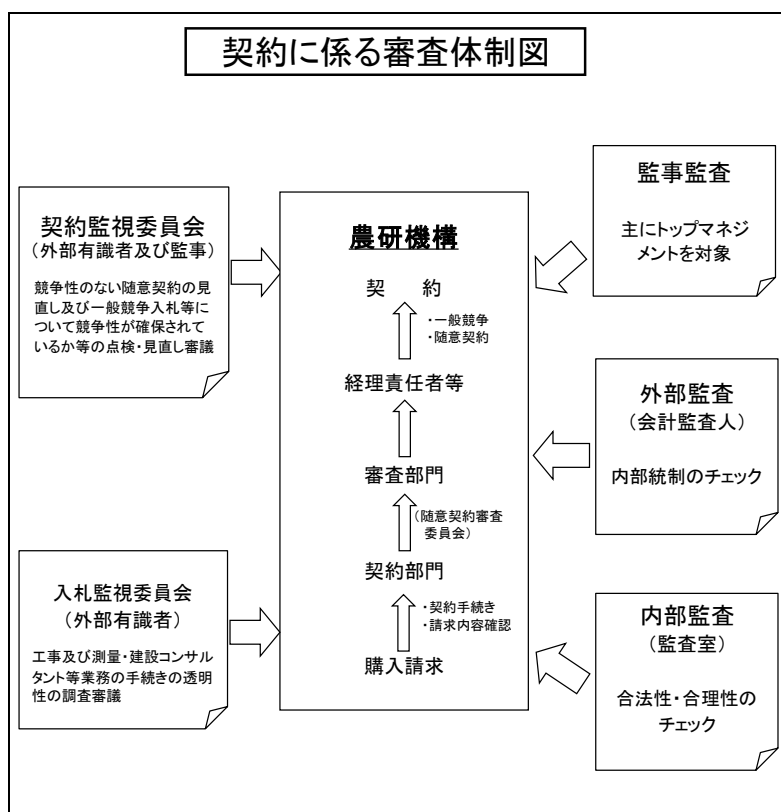 契約に係る審査体制図
契約監視委員会
(外部有識者及び監事)
競争性のない随意契約の見
直し及び一般競争入札等に
ついて競争性が確保されて
いるか等の点検・見直し審議
入札監視委員会
(外部有識者)
工事及び測量・建設コンサル
タント等業務の手続きの透明
性の調査審議
農研機構
契　約
・一般競争
・随意契約
経理責任者等
審査部門
(随意契約審査
委員会)
契約部門
・契約手続き
・請求内容確認
購入請求
監事監査
主にトップマネジ
メントを対象
外部監査
(会計監査人)
内部統制のチェック
内部監査
(監査室)
合法性・合理性の
チェック